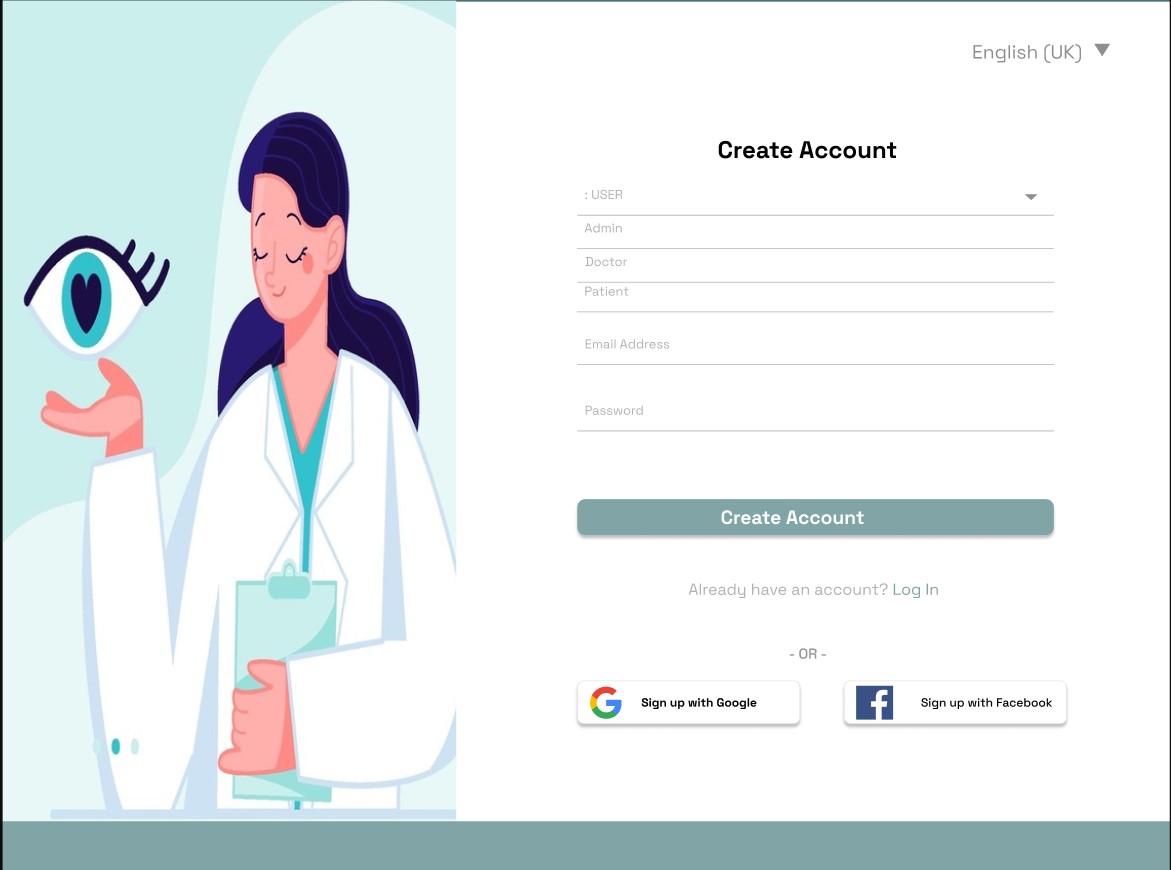 English (UK)
Create Account
: USER
Admin
Doctor
Patient
Email Address
Password
Create Account
Already have an account? Log In
- OR -
Sign up with Google
Sign up with Facebook